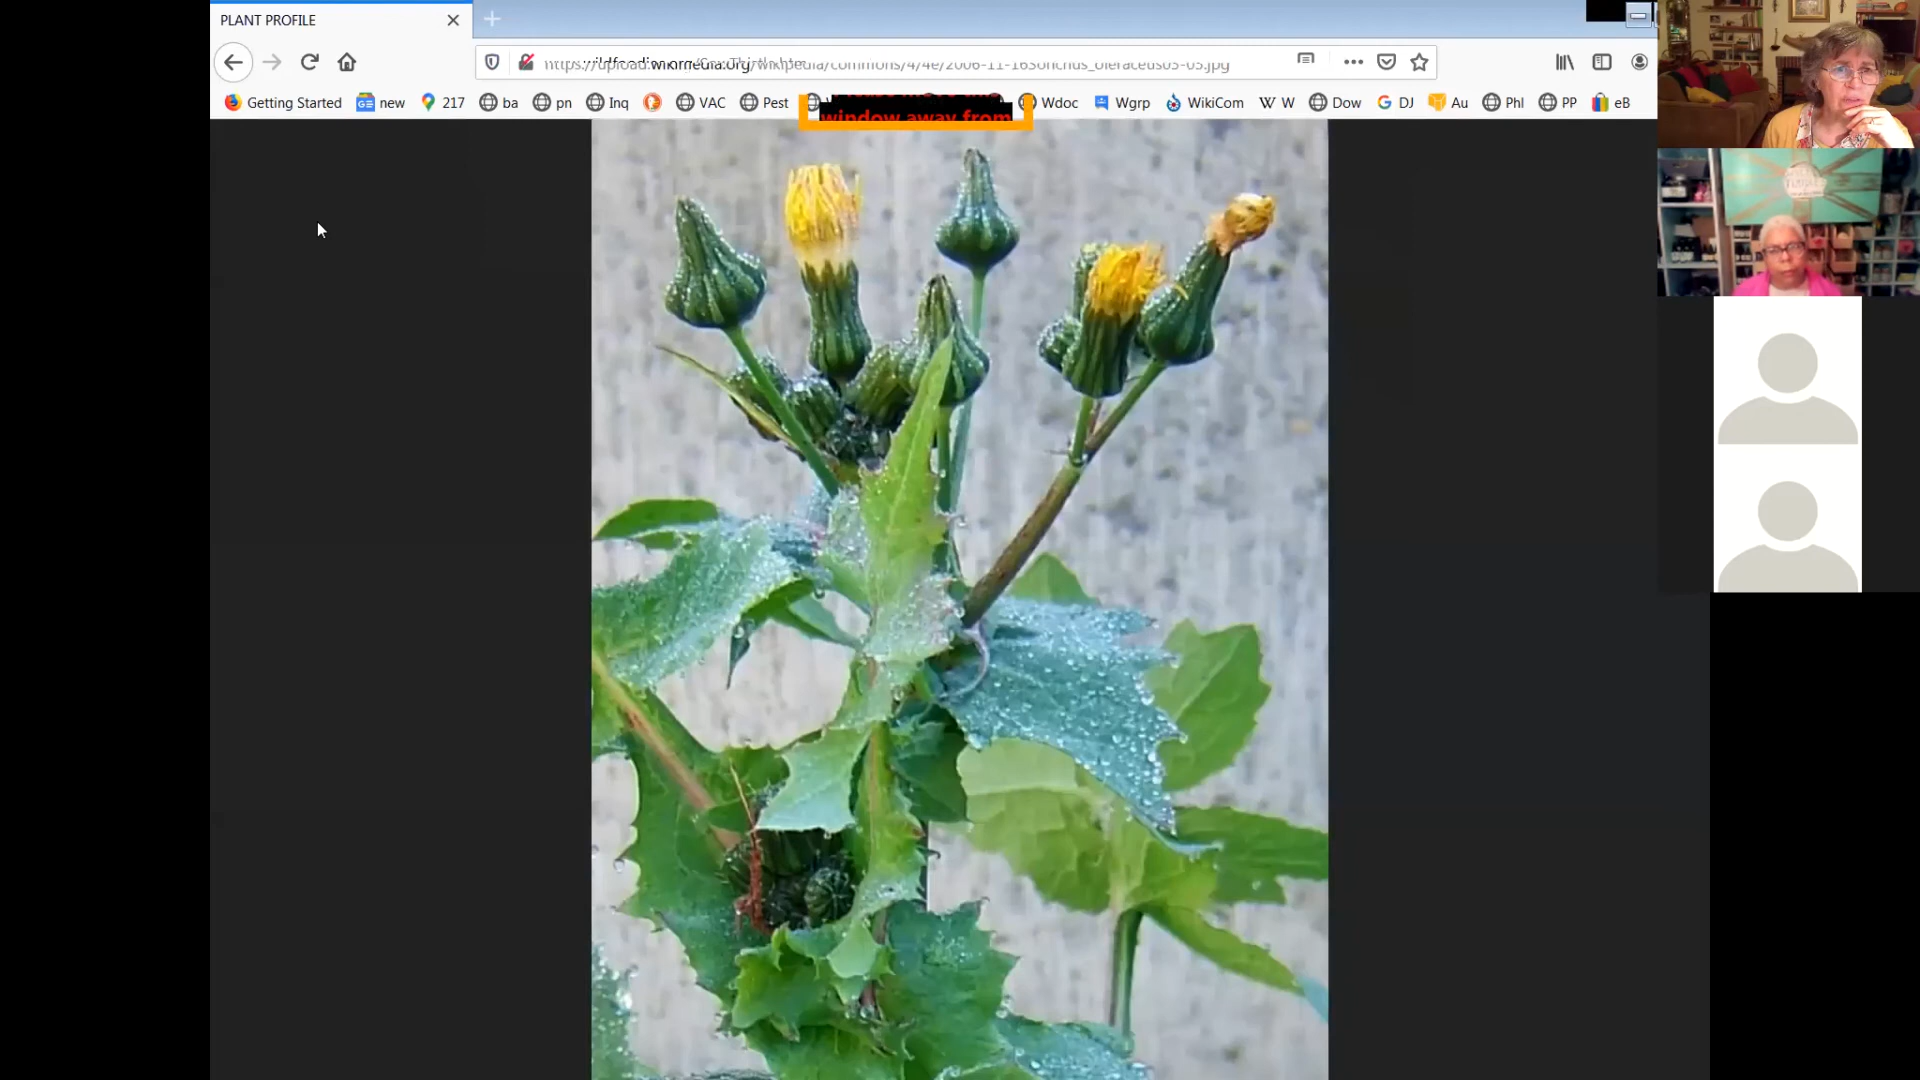 PLANT PROFILE
Getting Started new 217 ba pn Inq VAC Pest Wdoc Wgrp WikiCom W W Dow G DJ Au Phl PP eB
window away from